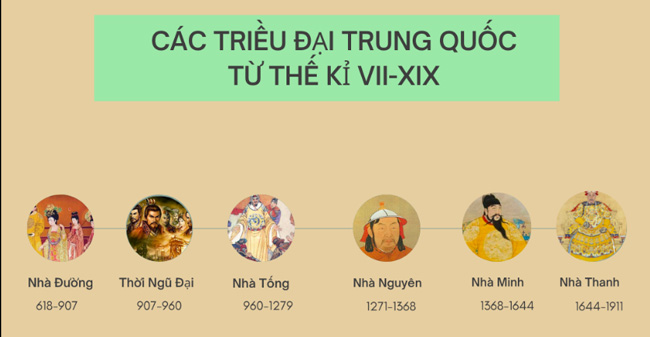 CÁC TRIỀU ĐẠI TRUNG QUỐC
TỪ THẾ KỈ VII-XIX
Nhà Đường
618-907
Thời Ngũ Đại
907-960
Nhà Tống
960-1279
Nhà Nguyên
1271-1368
Nhà Minh
1368-1644
Nhà Thanh
1644-1911